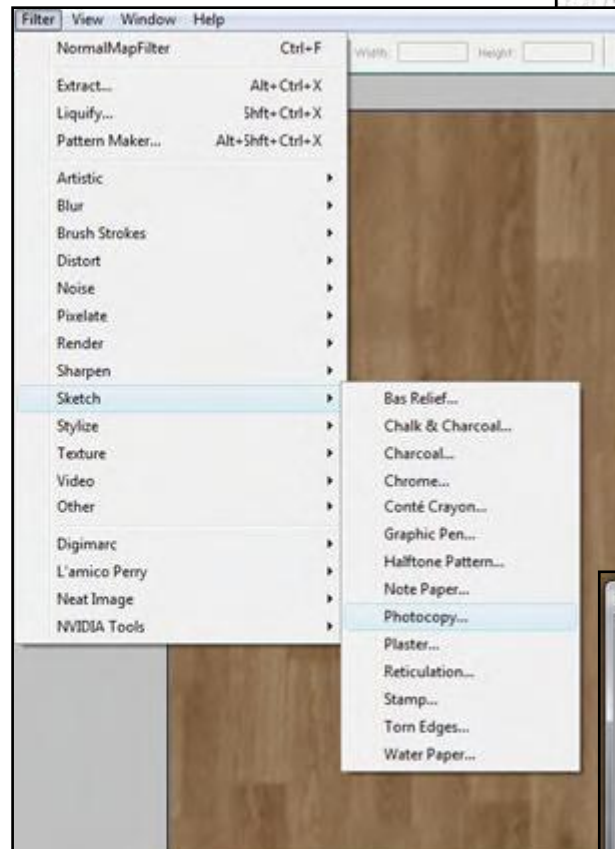 Filter View Window Help
NormalMapFilter Ctrl+F
Width: Height:
Extract... Alt+Ctrl+X
Liquify... Shft+Ctrl+X
Pattern Maker... Alt+Shft+Ctrl+X
Artistic
Blur
Brush Strokes
Distort
Noise
Pixelate
Render
Sharpen
Sketch
Stylize
Texture
Video
Other
Digimarc
L'amico Perry
Neat Image
NVIDIA Tools
Bas Relief...
Chalk & Charcoal...
Charcoal...
Chrome...
Conté Crayon...
Graphic Pen...
Halftone Pattern...
Note Paper...
Photocopy...
Plaster...
Reticulation...
Stamp...
Torn Edges...
Water Paper...